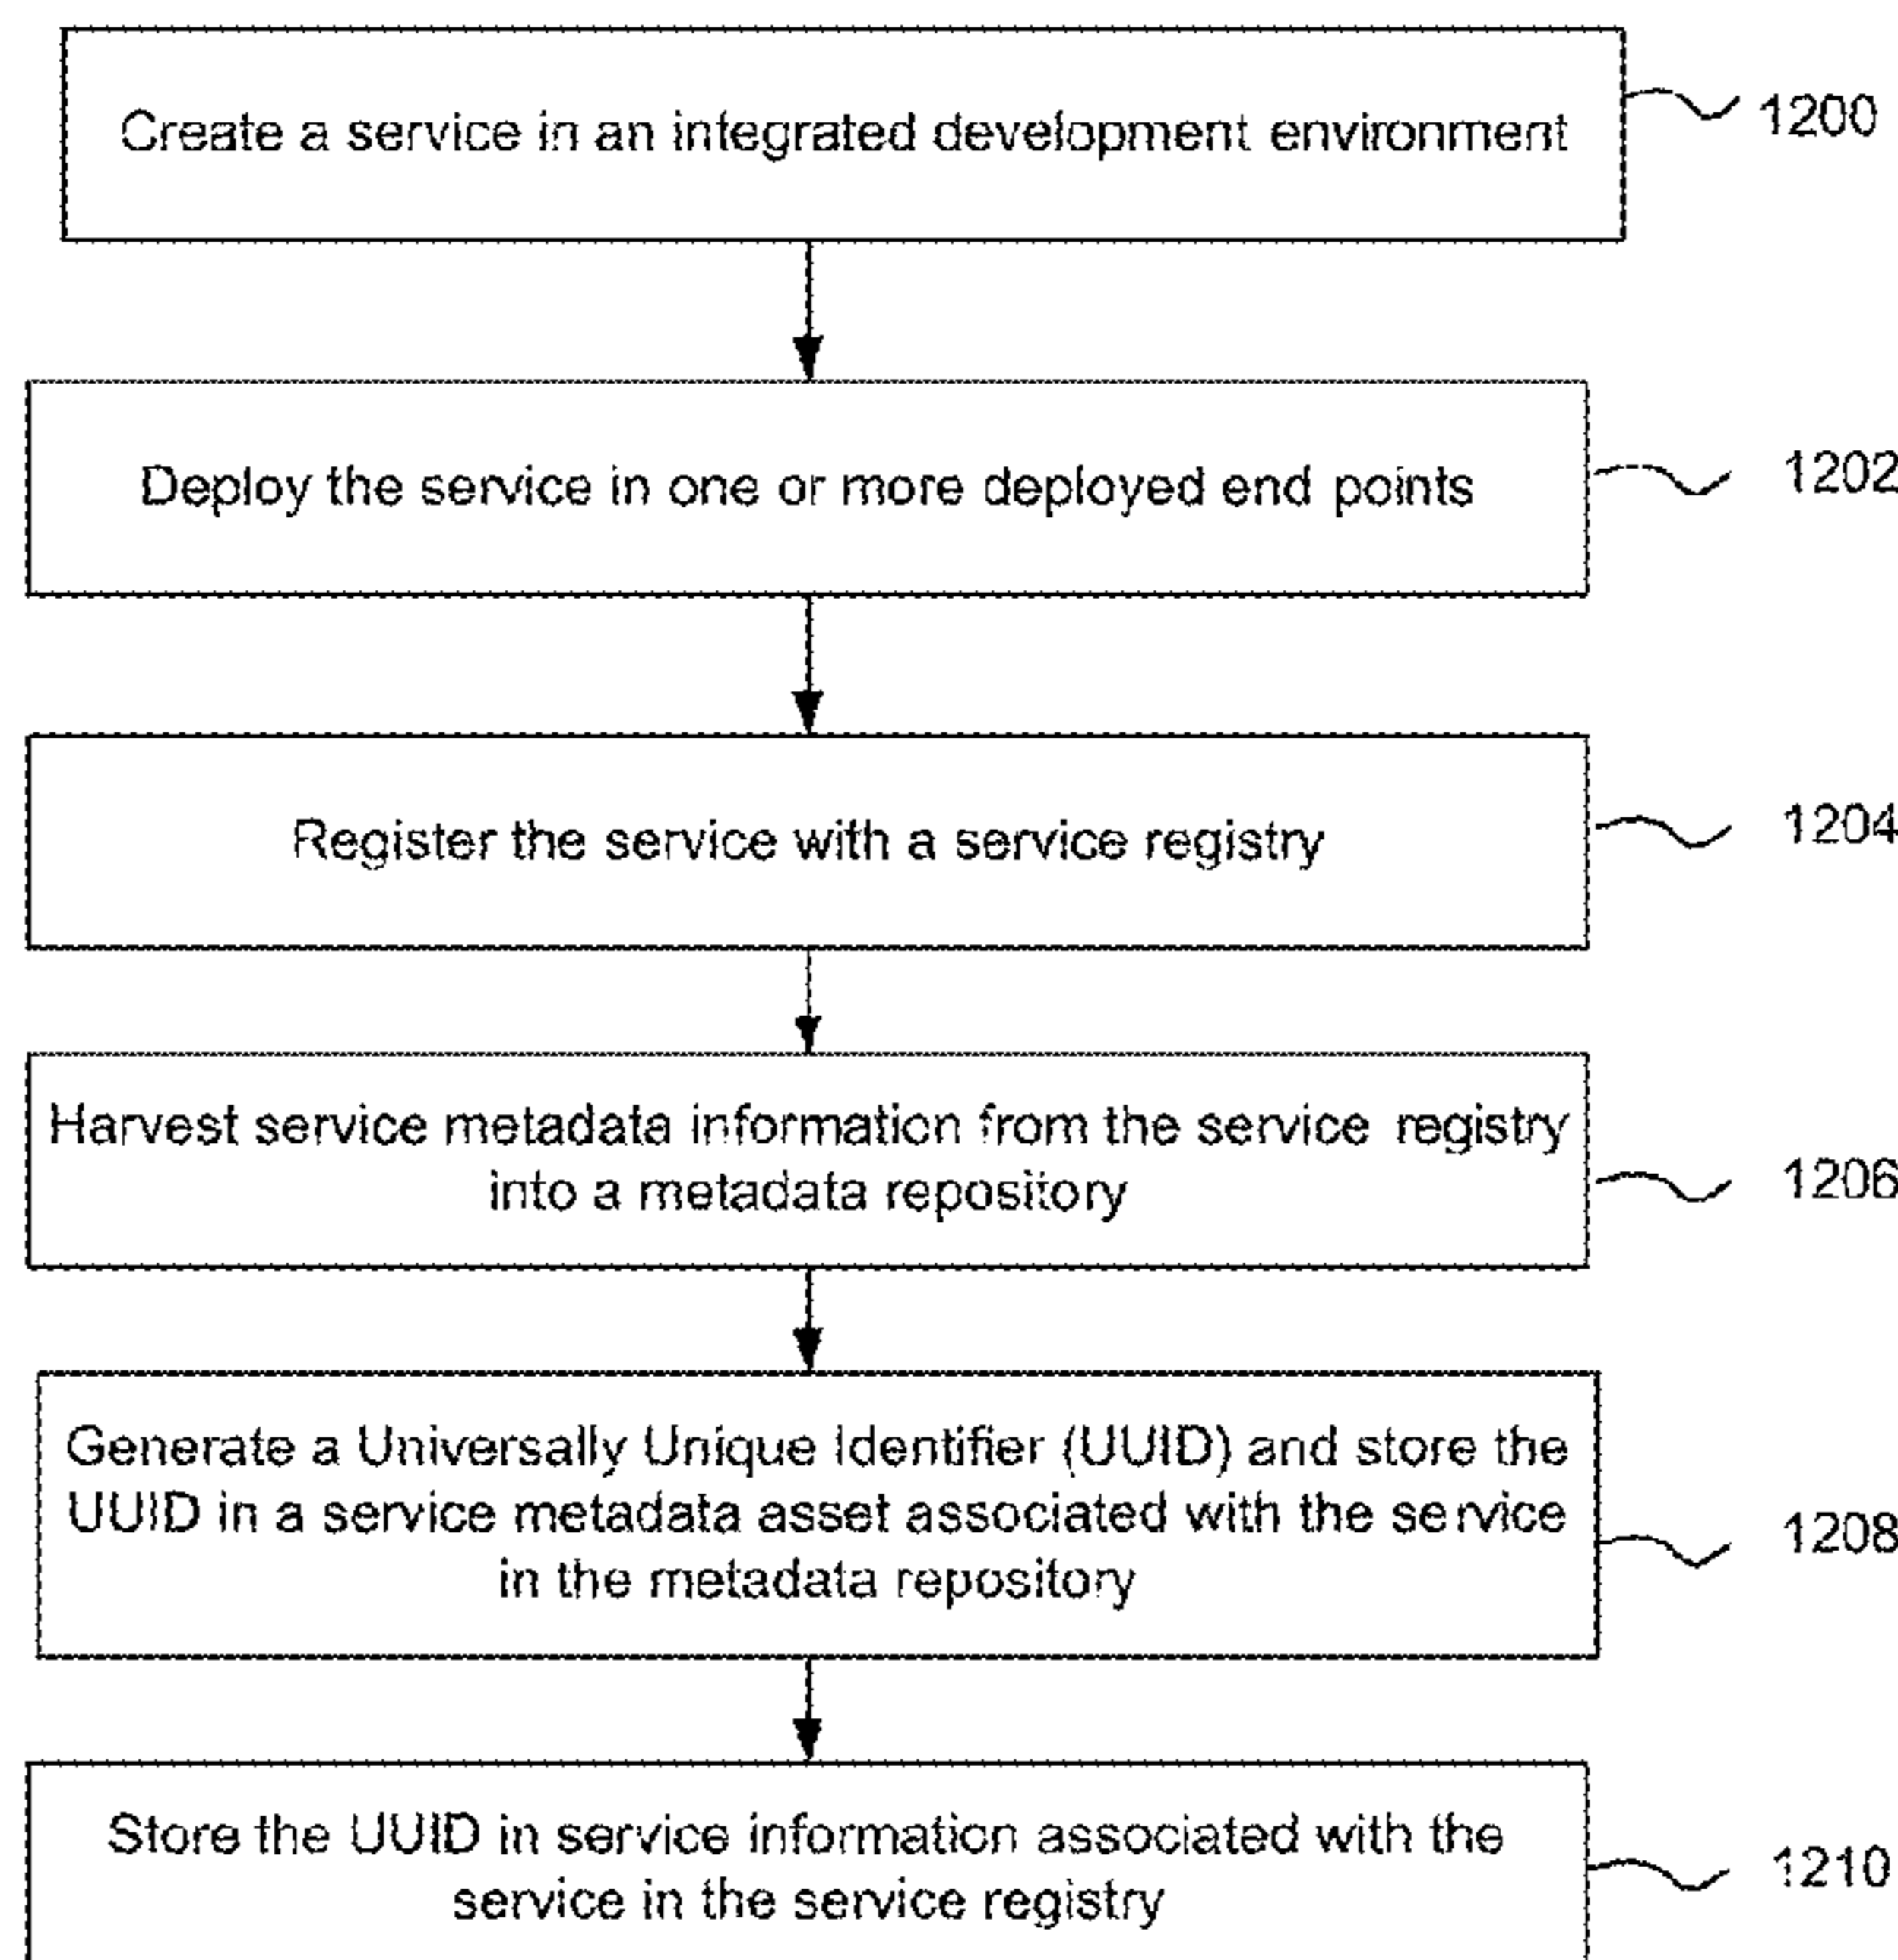 Create a service in an integrated development environment
1200
Deploy the service in one or more deployed end points
1202
Register the service with a service registry
1204
Harvest service metadata information from the service registry
into a metadata repository
1206
Generate a Universally Unique Identifier (UUID) and store the
UUID in a service metadata asset associated with the service
in the metadata repository
1208
Store the UUID in service information associated with the
service in the service registry
1210